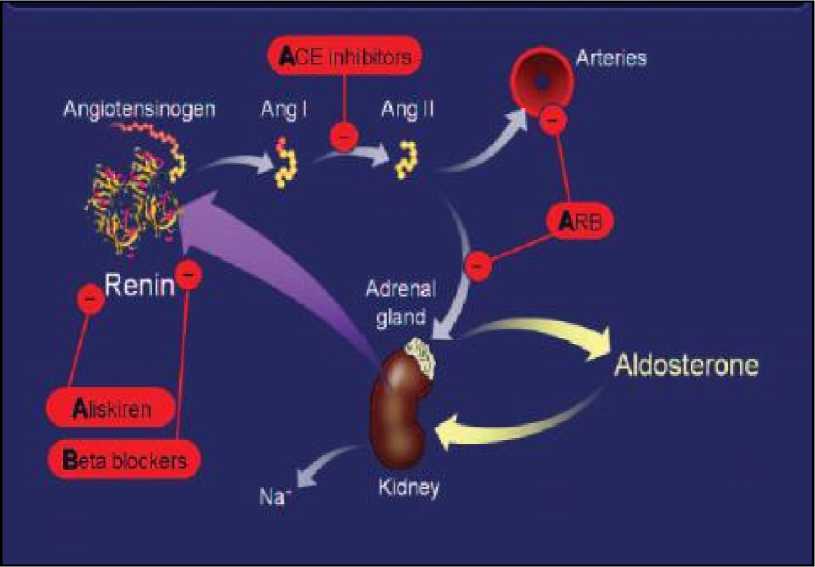 ACE inhibitors
Arteries
Angiotensinogen
Ang I
Ang II
ARB
Renin
Adrenal
gland
Aldosterone
Aliskiren
Beta blockers
Kidney
Na⁺